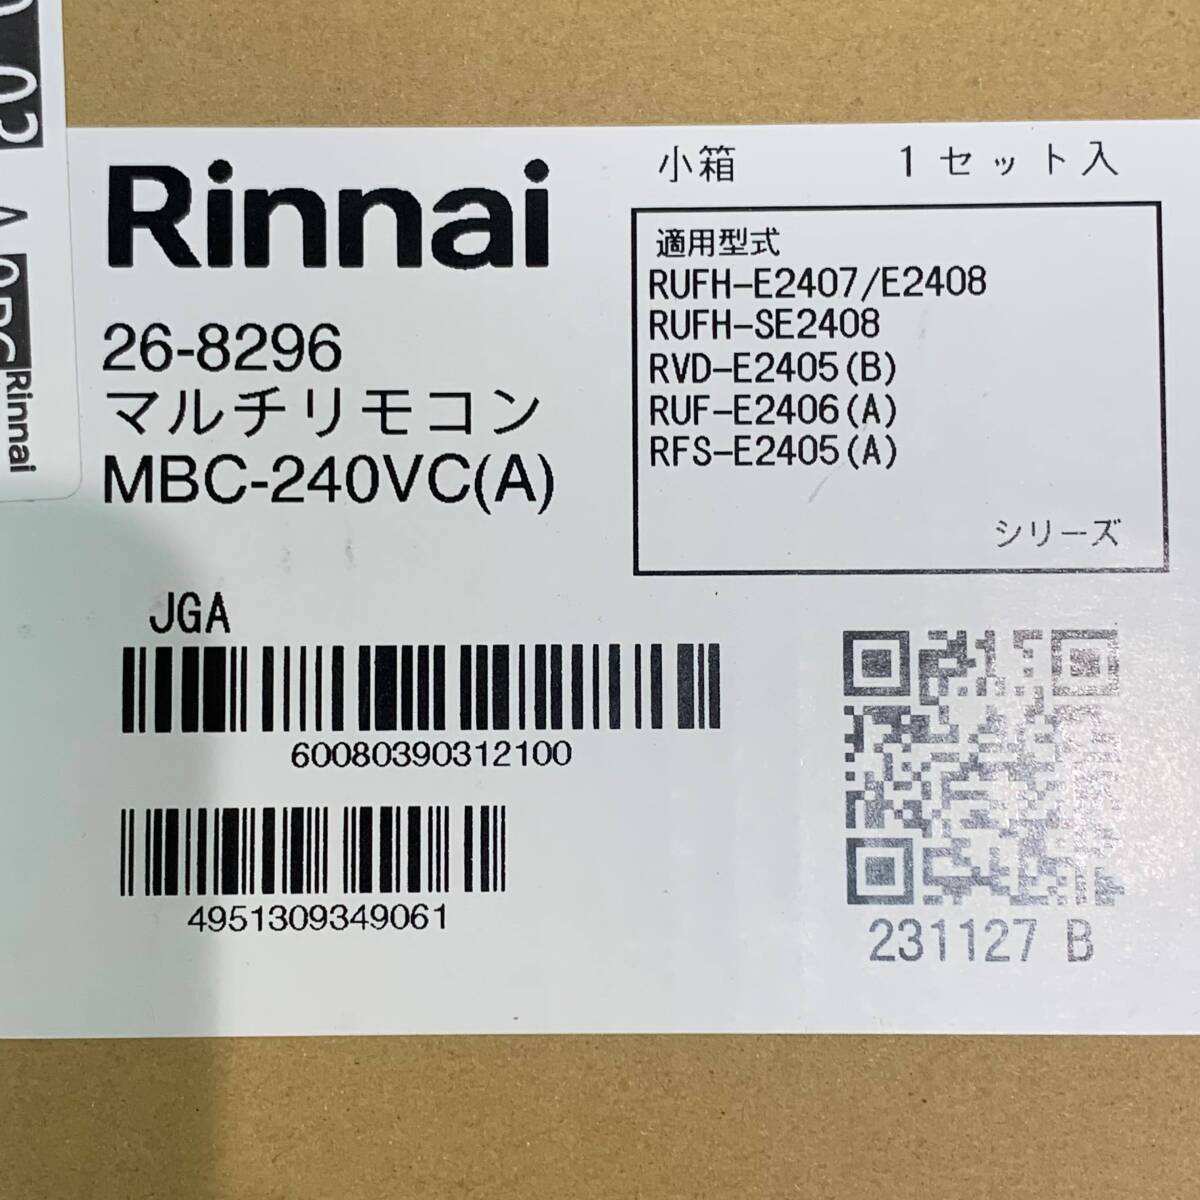 Rinnai
26-8296
マルチリモコン
MBC-240VC(A)
小箱 1セット入
適用型式
RUFH-E2407/E2408
RUFH-SE2408
RVD-E2405(B)
RUF-E2406(A)
RFS-E2405(A)
シリーズ
JGA
60080390312100
4951309349061
231127 B
Rinnai